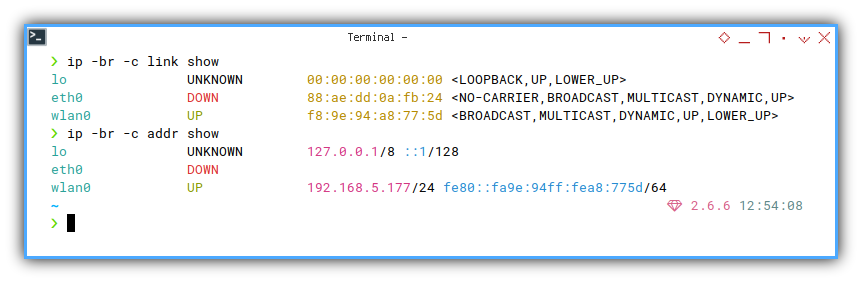 Terminal -
❯ ip -br -c link show
lo UNKNOWN 00:00:00:00:00:00 <LOOPBACK,UP,LOWER_UP>
eth0 DOWN 88:ae:dd:0a:fb:24 <NO-CARRIER,BROADCAST,MULTICAST,DYNAMIC,UP>
wlan0 UP f8:9e:94:a8:77:5d <BROADCAST,MULTICAST,DYNAMIC,UP,LOWER_UP>
❯ ip -br -c addr show
lo UNKNOWN 127.0.0.1/8 ::1/128
eth0 DOWN
wlan0 UP 192.168.5.177/24 fe80::fa9e:94ff:fea8:775d/64
~ 2.6.6 12:54:08
❯